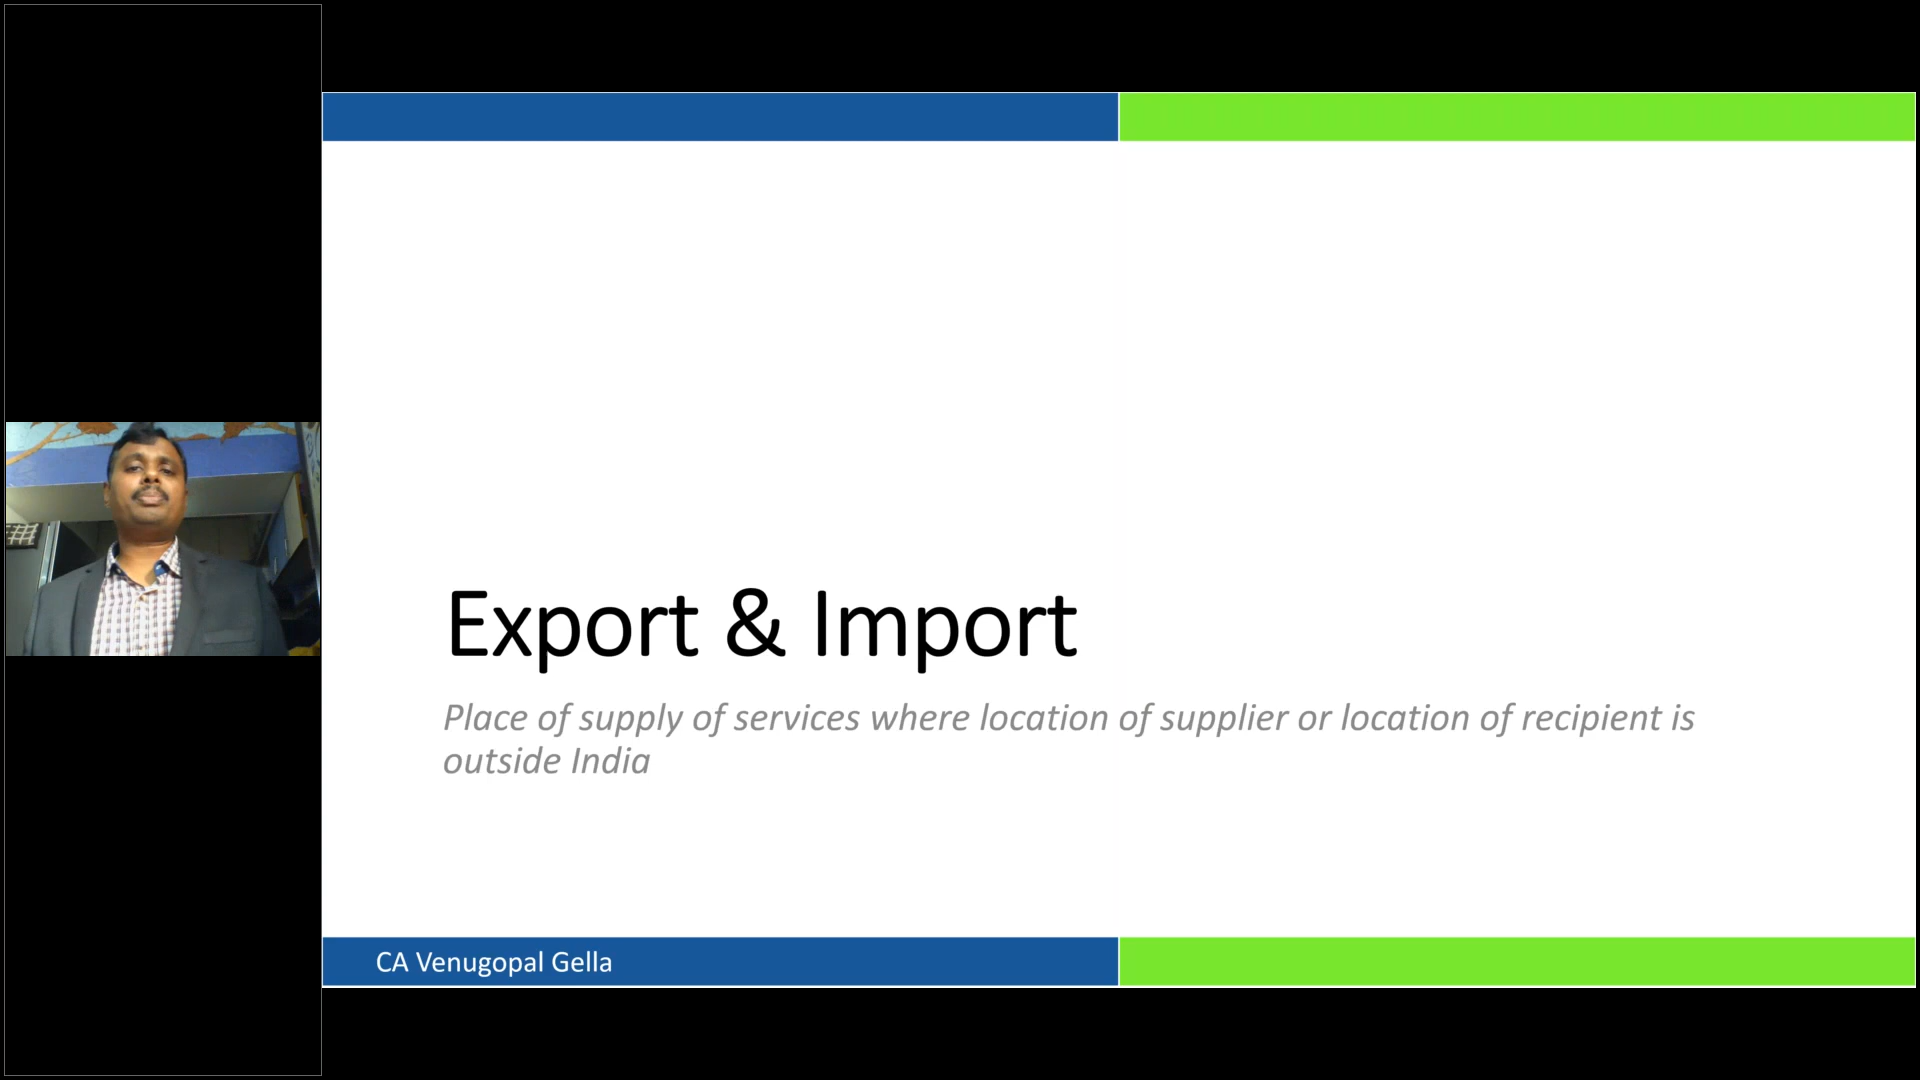 Export & Import
Place of supply of services where location of supplier or location of recipient is
outside India
CA Venugopal Gella